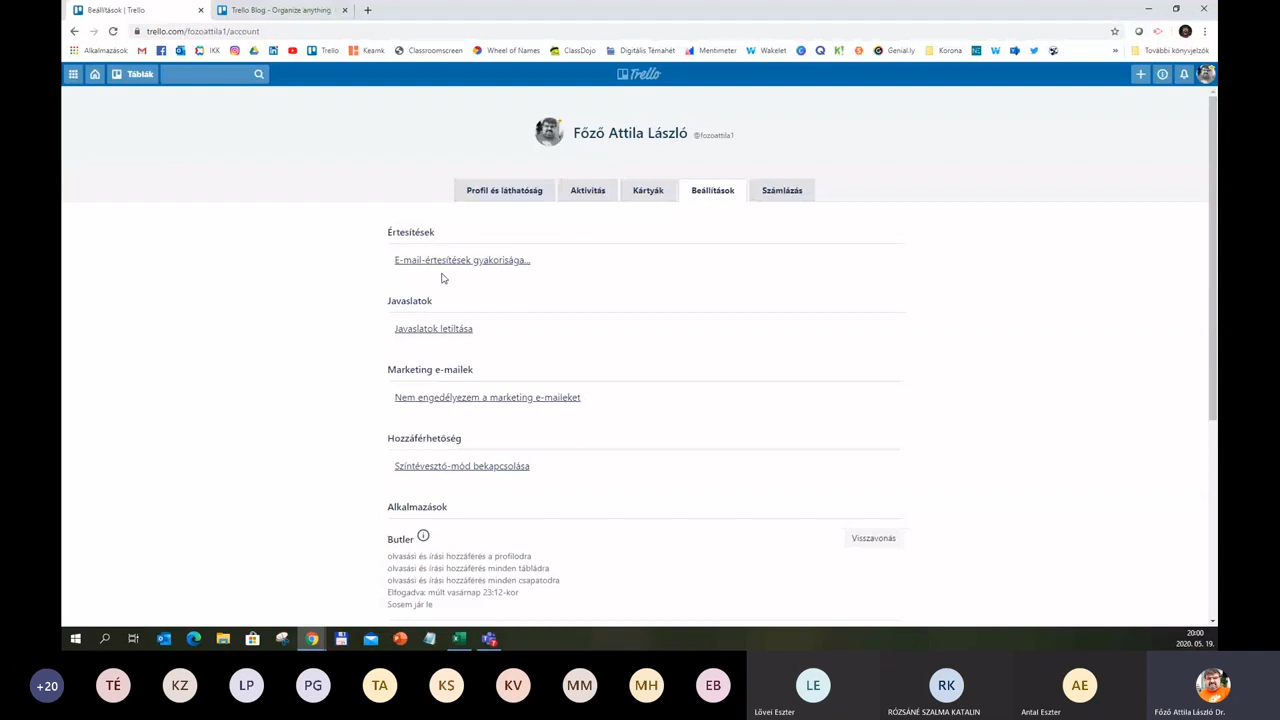 Beállítások | Trello
Trello Blog - Organize anything,
trello.com/fozoattila1/account
Alkalmazások
IKK
Trello
Keamk
Classroomscreen
Wheel of Names
ClassDojo
Digitális Témahét
Mentimeter
Wakelet
Genial.ly
Korona
További könyvjelzők
Táblák
Trello
Főző Attila László
@fozoattila1
Profil és láthatóság
Aktivitás
Kártyák
Beállítások
Számlázás
Értesítések
E-mail-értesítések gyakorisága...
Javaslatok
Javaslatok letiltása
Marketing e-mailek
Nem engedélyezem a marketing e-maileket
Hozzáférhetőség
Színtévesztő-mód bekapcsolása
Alkalmazások
Butler
Visszavonás
olvasási és írási hozzáférés a profilodra
olvasási és írási hozzáférés minden tábládra
olvasási és írási hozzáférés minden csapatodra
Elfogadva: múlt vasárnap 23:12-kor
Sosem jár le
20:00
2020. 05. 19.
+20
TÉ
KZ
LP
PG
TA
KS
KV
MM
MH
EB
LE
RK
AE
Lővei Eszter
RÓZSÁNÉ SZALMA KATALIN
Antal Eszter
Főző Attila László Dr.